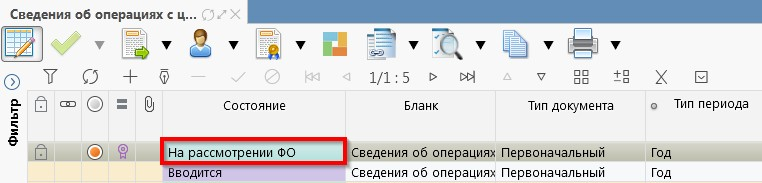 Сведения об операциях с ц...
1/1 : 5
Фильтр
Состояние Бланк Тип документа Тип периода
На рассмотрении ФО Сведения об операциях Первоначальный Год
Вводится Сведения об операциях Первоначальный Год